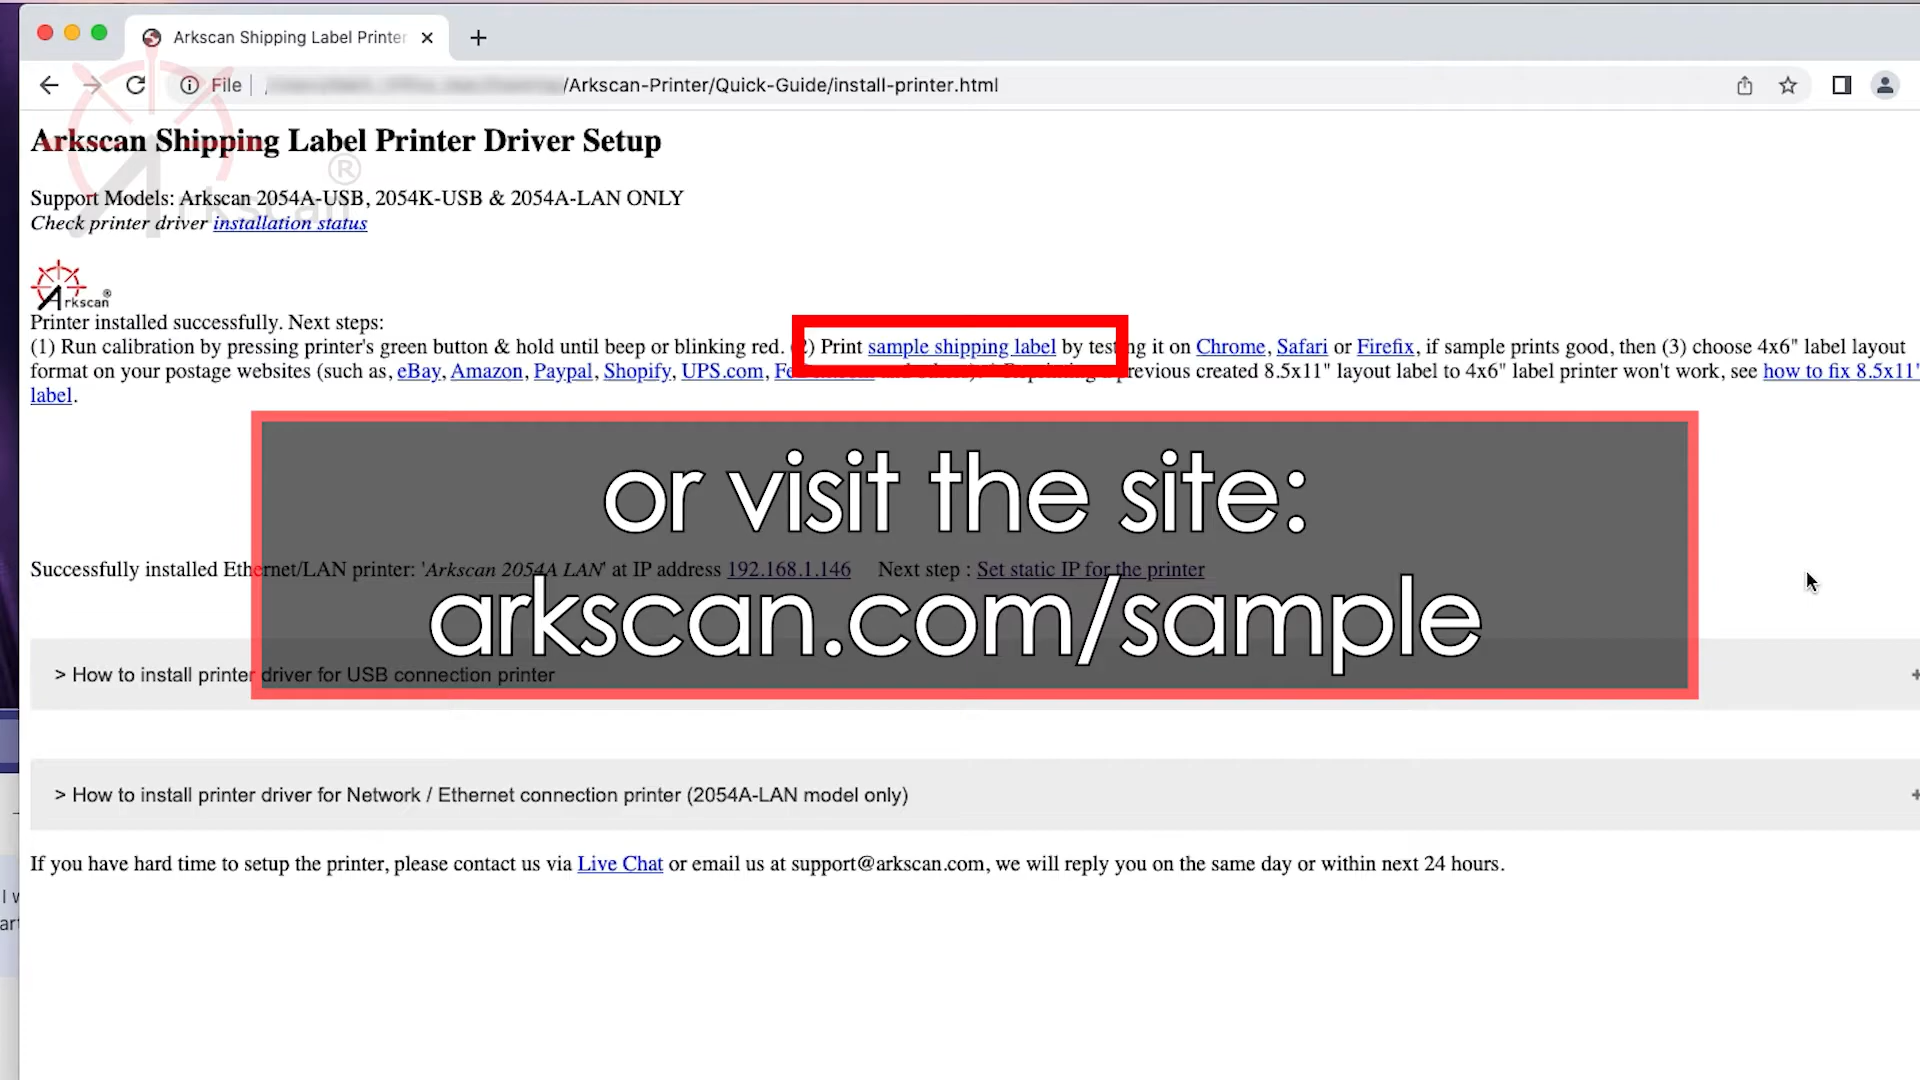 Arkscan Shipping Label Printer
File
/Arkscan-Printer/Quick-Guide/install-printer.html
Arkscan Shipping Label Printer Driver Setup
Arkscan®
Support Models: Arkscan 2054A-USB, 2054K-USB & 2054A-LAN ONLY
Check printer driver installation status
Arkscan®
Printer installed successfully. Next steps:
(1) Run calibration by pressing printer's green button & hold until beep or blinking red. (2) Print sample shipping label by testing it on Chrome, Safari or Firefix, if sample prints good, then (3) choose 4x6" label layout
format on your postage websites (such as, eBay, Amazon, Paypal, Shopify, UPS.com, previous created 8.5x11" layout label to 4x6" label printer won't work, see how to fix 8.5x11"
label.
or visit the site:
Successfully installed Ethernet/LAN printer: 'Arkscan 2054A LAN' at IP address 192.168.1.146 Next step : Set static IP for the printer
arkscan.com/sample
> How to install printer driver for USB connection printer +
> How to install printer driver for Network / Ethernet connection printer (2054A-LAN model only) +
If you have hard time to setup the printer, please contact us via Live Chat or email us at support@arkscan.com, we will reply you on the same day or within next 24 hours.